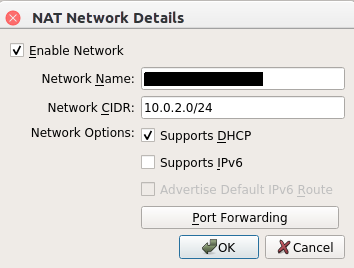 NAT Network Details
Enable Network
Network Name:
Network CIDR: 10.0.2.0/24
Network Options: Supports DHCP
Supports IPv6
Advertise Default IPv6 Route
Port Forwarding
OK Cancel